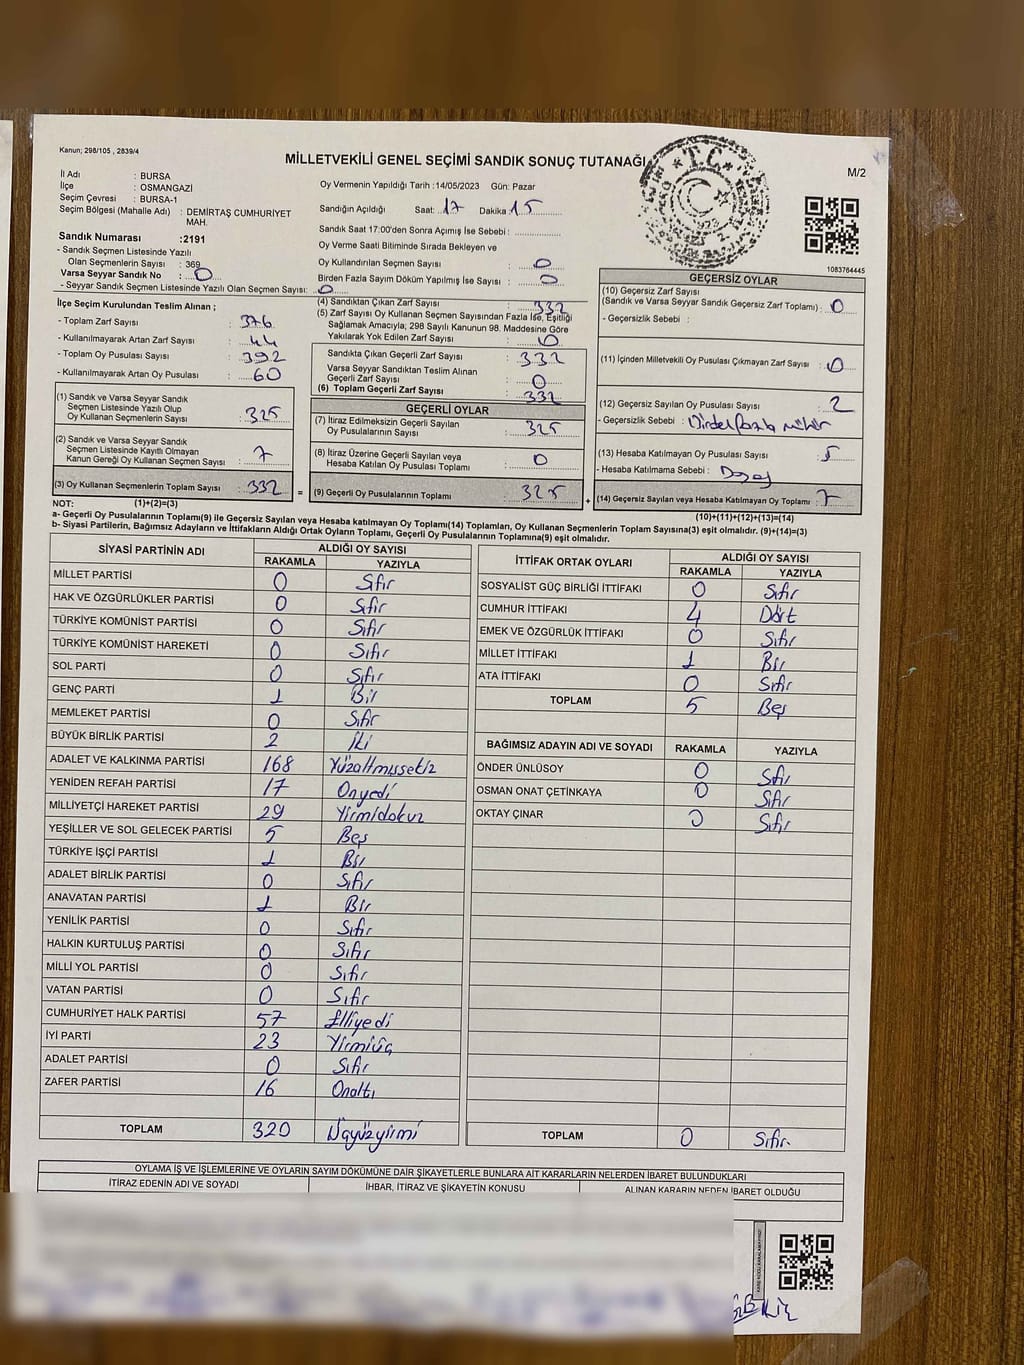 Kanun; 298/105 , 2839/4
MİLLETVEKİLİ GENEL SEÇİMİ SANDIK SONUÇ TUTANAĞI
M/2
İl Adı : BURSA
İlçe : OSMANGAZİ
Seçim Çevresi : BURSA-1
Seçim Bölgesi (Mahalle Adı) : DEMİRTAŞ CUMHURİYET MAH.
Oy Vermenin Yapıldığı Tarih :14/05/2023 Gün: Pazar
Sandığın Açıldığı Saat: 17 Dakika 15
Sandık Saat 17:00'den Sonra Açımış İse Sebebi :
Sandık Numarası :2191
- Sandık Seçmen Listesinde Yazılı
Olan Seçmenlerin Sayısı : 369
Varsa Seyyar Sandık No : 0
- Seyyar Sandık Seçmen Listesinde Yazılı Olan Seçmen Sayısı: 0
Oy Verme Saati Bitiminde Sırada Bekleyen ve
Oy Kullandırılan Seçmen Sayısı : 0
Birden Fazla Sayım Döküm Yapılmış İse Sayısı : 0
1083764445
İlçe Seçim Kurulundan Teslim Alınan ;
- Toplam Zarf Sayısı : 376
- Kullanılmayarak Artan Zarf Sayısı : 44
- Toplam Oy Pusulası Sayısı : 392
- Kullanılmayarak Artan Oy Pusulası : 60
(1) Sandık ve Varsa Seyyar Sandık
Seçmen Listesinde Yazılı Olup
Oy Kullanan Seçmenlerin Sayısı : 325
(2) Sandık ve Varsa Seyyar Sandık
Seçmen Listesinde Kayıtlı Olmayan
Kanun Gereği Oy Kullanan Seçmen Sayısı : 7
(3) Oy Kullanan Seçmenlerin Toplam Sayısı : 332
(1)+(2)=(3)
(4) Sandıktan Çıkan Zarf Sayısı : 332
(5) Zarf Sayısı Oy Kullanan Seçmen Sayısından Fazla İse, Eşitliği
Sağlamak Amacıyla; 298 Sayılı Kanunun 98. Maddesine Göre
Yakılarak Yok Edilen Zarf Sayısı : 0
Sandıkta Çıkan Geçerli Zarf Sayısı : 332
Varsa Seyyar Sandıktan Teslim Alınan
Geçerli Zarf Sayısı : 0
(6) Toplam Geçerli Zarf Sayısı : 332
GEÇERLİ OYLAR
(7) İtiraz Edilmeksizin Geçerli Sayılan
Oy Pusulalarının Sayısı : 325
(8) İtiraz Üzerine Geçerli Sayılan veya
Hesaba Katılan Oy Pusulası Toplamı : 0
= (9) Geçerli Oy Pusulalarının Toplamı : 325
GEÇERSİZ OYLAR
(10) Geçersiz Zarf Sayısı
(Sandık ve Varsa Seyyar Sandık Geçersiz Zarf Toplamı) : 0
- Geçersizlik Sebebi :
(11) İçinden Milletvekili Oy Pusulası Çıkmayan Zarf Sayısı : 0
(12) Geçersiz Sayılan Oy Pusulası Sayısı : 2
- Geçersizlik Sebebi : Birden fazla mühür
(13) Hesaba Katılmayan Oy Pusulası Sayısı : 5
- Hesaba Katılmama Sebebi :
+ (14) Geçersiz Sayılan veya Hesaba Katılmayan Oy Toplamı : 7
(10)+(11)+(12)+(13)=(14)
NOT:
a- Geçerli Oy Pusulalarının Toplamı(9) ile Geçersiz Sayılan veya Hesaba katılmayan Oy Toplamı(14) Toplamları, Oy Kullanan Seçmenlerin Toplam Sayısına(3) eşit olmalıdır. (9)+(14)=(3)
b- Siyasi Partilerin, Bağımsız Adayların ve İttifakların Aldığı Ortak Oyların Toplamı, Geçerli Oy Pusulalarının Toplamına(9) eşit olmalıdır.
SİYASİ PARTİNİN ADI ALDIĞI OY SAYISI
RAKAMLA YAZIYLA
MİLLET PARTİSİ 0 Sıfır
HAK VE ÖZGÜRLÜKLER PARTİSİ 0 Sıfır
TÜRKİYE KOMÜNİST PARTİSİ 0 Sıfır
TÜRKİYE KOMÜNİST HAREKETİ 0 Sıfır
SOL PARTİ 0 Sıfır
GENÇ PARTİ 1 Bir
MEMLEKET PARTİSİ 0 Sıfır
BÜYÜK BİRLİK PARTİSİ 2 İki
ADALET VE KALKINMA PARTİSİ 168 Yüzaltmışsekiz
YENİDEN REFAH PARTİSİ 17 Onyedi
MİLLİYETÇİ HAREKET PARTİSİ 29 Yirmidokuz
YEŞİLLER VE SOL GELECEK PARTİSİ 5 Beş
TÜRKİYE İŞÇİ PARTİSİ 1 Bir
ADALET BİRLİK PARTİSİ 0 Sıfır
ANAVATAN PARTİSİ 1 Bir
YENİLİK PARTİSİ 0 Sıfır
HALKIN KURTULUŞ PARTİSİ 0 Sıfır
MİLLİ YOL PARTİSİ 0 Sıfır
VATAN PARTİSİ 0 Sıfır
CUMHURİYET HALK PARTİSİ 57 Elliyedi
İYİ PARTİ 23 Yirmiüç
ADALET PARTİSİ 0 Sıfır
ZAFER PARTİSİ 16 Onaltı
TOPLAM 320 Üçyüzyirmi
İTTİFAK ORTAK OYLARI ALDIĞI OY SAYISI
RAKAMLA YAZIYLA
SOSYALİST GÜÇ BİRLİĞİ İTTİFAKI 0 Sıfır
CUMHUR İTTİFAKI 4 Dört
EMEK VE ÖZGÜRLÜK İTTİFAKI 0 Sıfır
MİLLET İTTİFAKI 1 Bir
ATA İTTİFAKI 0 Sıfır
TOPLAM 5 Beş
BAĞIMSIZ ADAYIN ADI VE SOYADI RAKAMLA YAZIYLA
ÖNDER ÜNLÜSOY 0 Sıfır
OSMAN ONAT ÇETİNKAYA 0 Sıfır
OKTAY ÇINAR 0 Sıfır
TOPLAM 0 Sıfır
OYLAMA İŞ VE İŞLEMLERİNE VE OYLARIN SAYIM DÖKÜMÜNE DAİR ŞİKAYETLERLE BUNLARA AİT KARARLARIN NELERDEN İBARET BULUNDUKLARI
İTİRAZ EDENİN ADI VE SOYADI İHBAR, İTİRAZ VE ŞİKAYETİN KONUSU ALINAN KARARIN NEDEN İBARET OLDUĞU